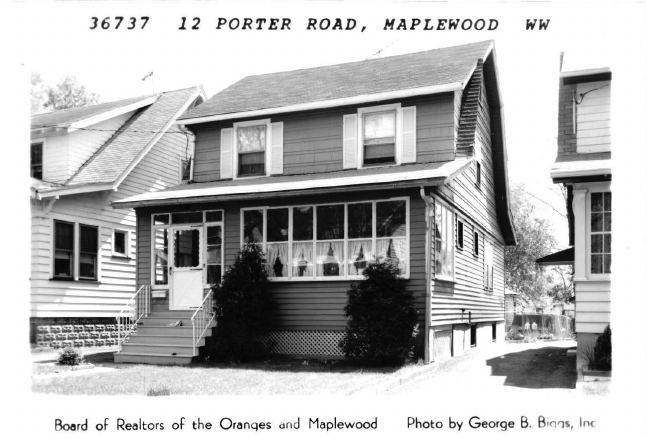 36737 12 PORTER ROAD, MAPLEWOOD WW
Board of Realtors of the Oranges and Maplewood Photo by George B. Biggs, Inc